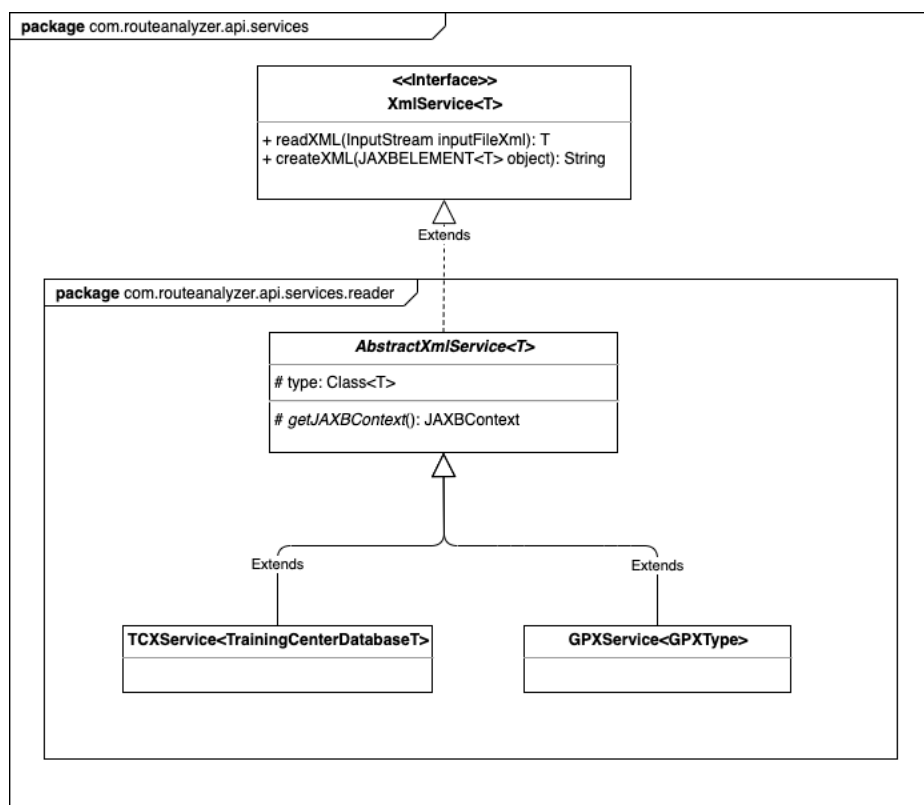 package com.routeanalyzer.api.services
<<Interface>>
XmlService<T>
+ readXML(InputStream inputFileXml): T
+ createXML(JAXBELEMENT<T> object): String
Extends
package com.routeanalyzer.api.services.reader
AbstractXmlService<T>
# type: Class<T>
# getJAXBContext(): JAXBContext
Extends
Extends
TCXService<TrainingCenterDatabaseT>
GPXService<GPXType>